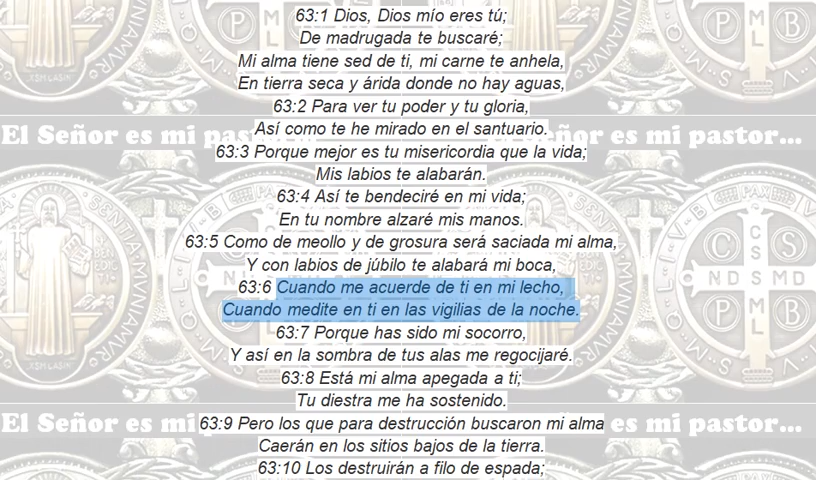 63:1 Dios, Dios mío eres tú;
De madrugada te buscaré;
Mi alma tiene sed de ti, mi carne te anhela,
En tierra seca y árida donde no hay aguas,
63:2 Para ver tu poder y tu gloria,
Así como te he mirado en el santuario.
El Señor es mi pas
Señor es mi pastor...
63:3 Porque mejor es tu misericordia que la vida;
Mis labios te alabarán.
63:4 Así te bendeciré en mi vida;
En tu nombre alzaré mis manos.
63:5 Como de meollo y de grosura será saciada mi alma,
Y con labios de júbilo te alabará mi boca,
63:6 Cuando me acuerde de ti en mi lecho,
Cuando medite en ti en las vigilias de la noche.
63:7 Porque has sido mi socorro,
Y así en la sombra de tus alas me regocijaré.
63:8 Está mi alma apegada a ti;
Tu diestra me ha sostenido.
El Señor es mi
63:9 Pero los que para destrucción buscaron mi alma
es mi pastor...
Caerán en los sitios bajos de la tierra.
63:10 Los destruirán a filo de espada;